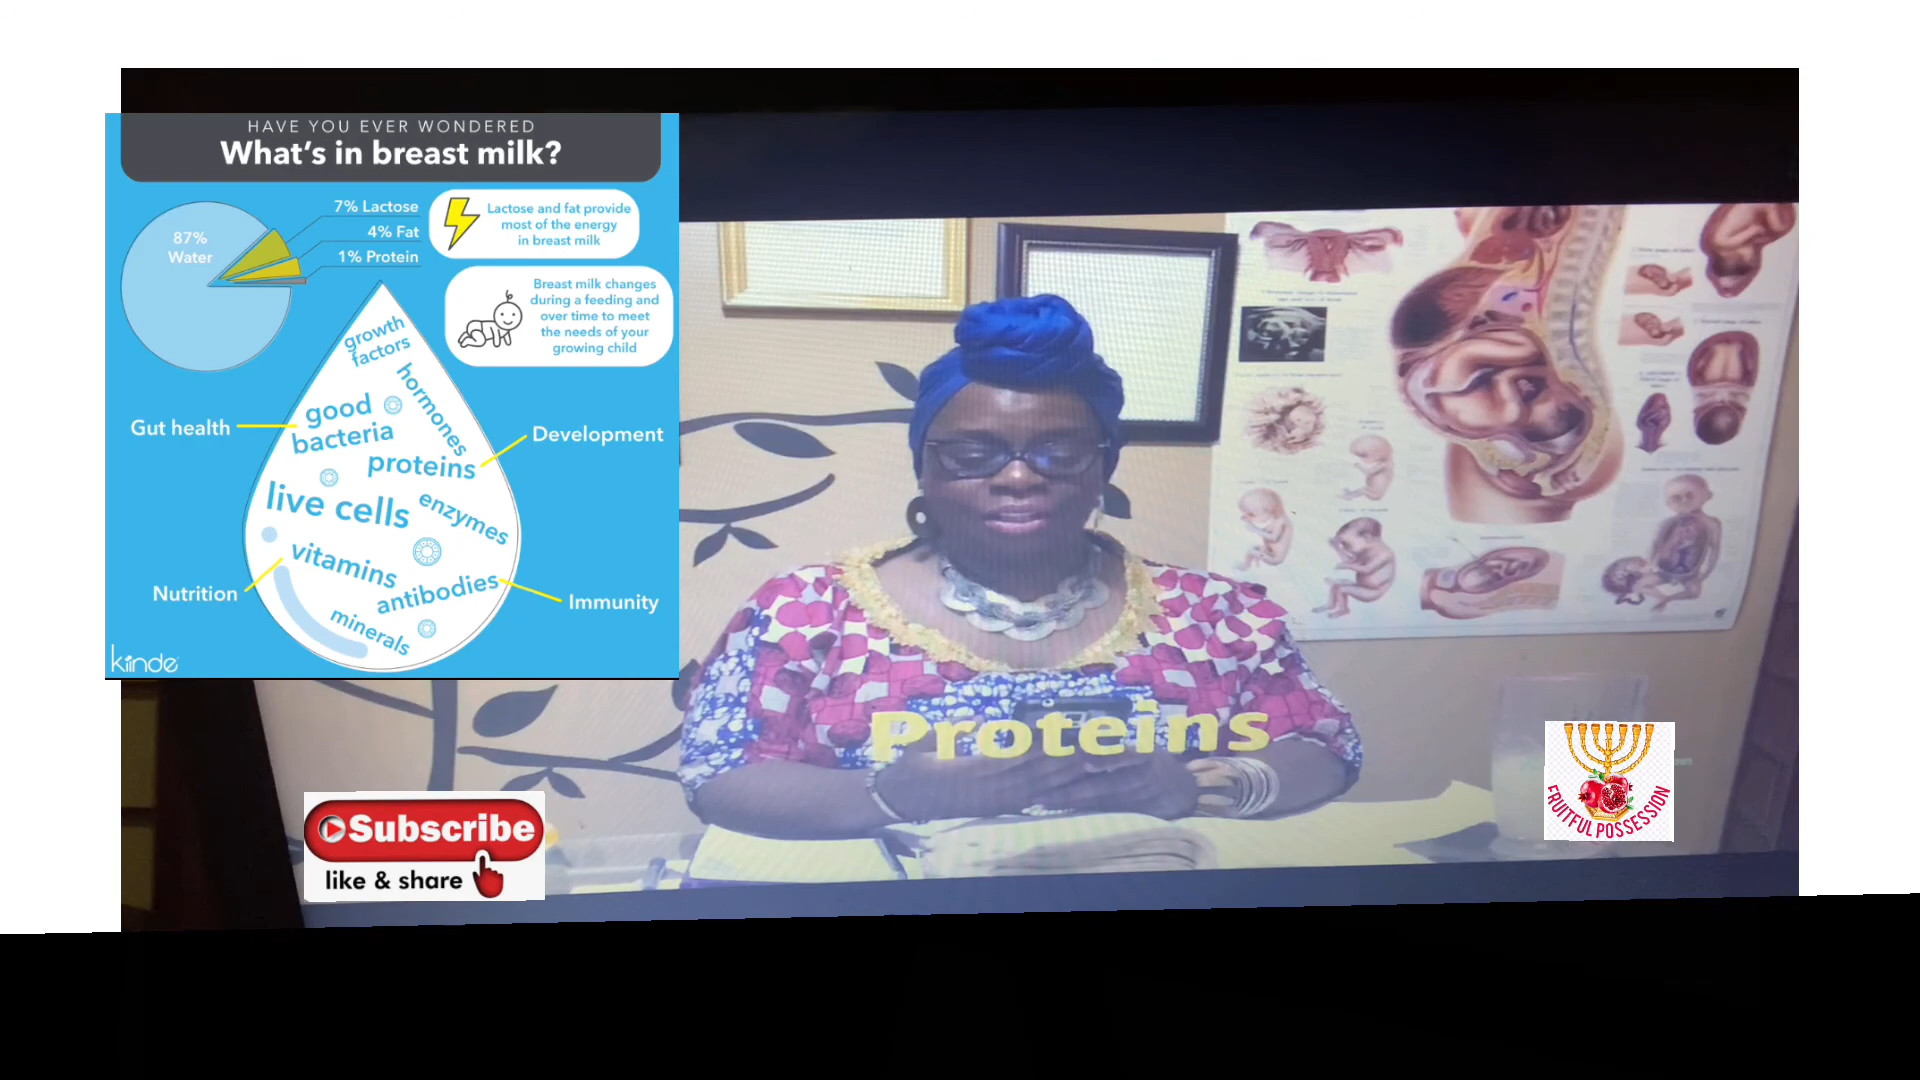 HAVE YOU EVER WONDERED
What's in breast milk?
87%
Water
7% Lactose
4% Fat
1% Protein
Lactose and fat provide
most of the energy
in breast milk
Breast milk changes
during a feeding and
over time to meet
the needs of your
growing child
growth
factors
hormones
good
bacteria
proteins
live cells
enzymes
vitamins
antibodies
minerals
Gut health
Development
Nutrition
Immunity
kiinde
Proteins
Subscribe
like & share
FRUITFUL POSSESSION